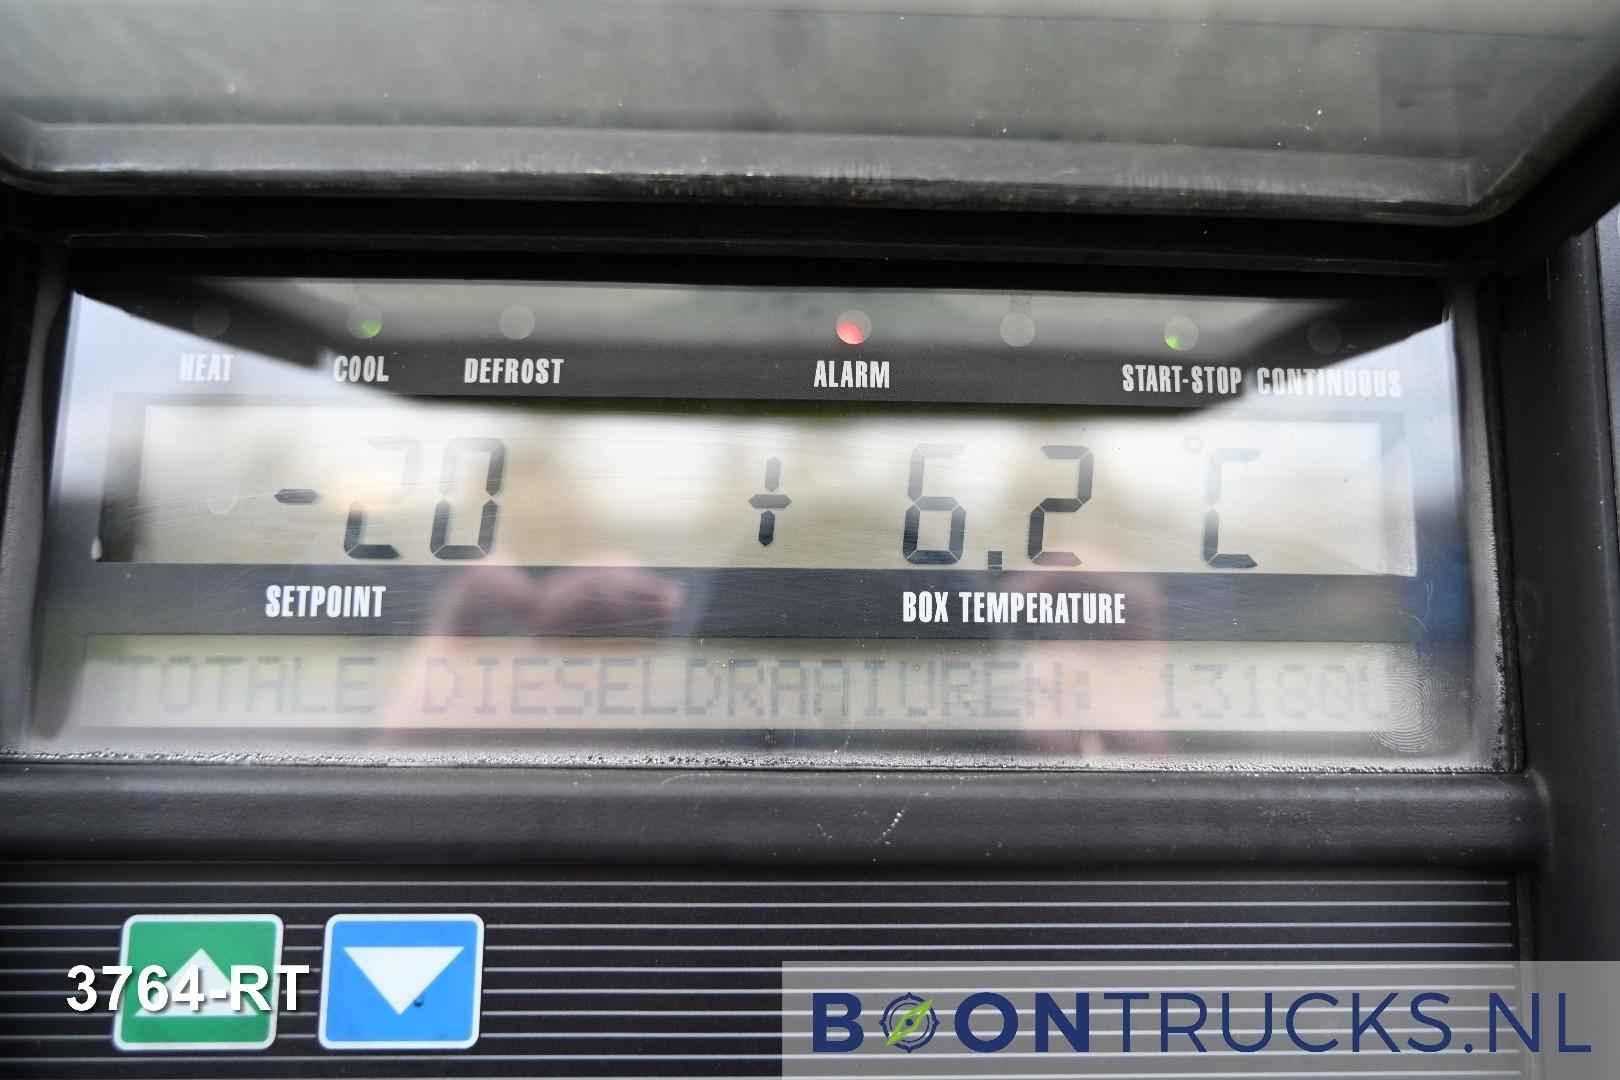 HEAT COOL DEFROST ALARM START-STOP CONTINUOUS
-20 +6.2 °C
SETPOINT BOX TEMPERATURE
TOTALE DIESELDRAAIUREN:
3764-RT
BOONTRUCKS.NL